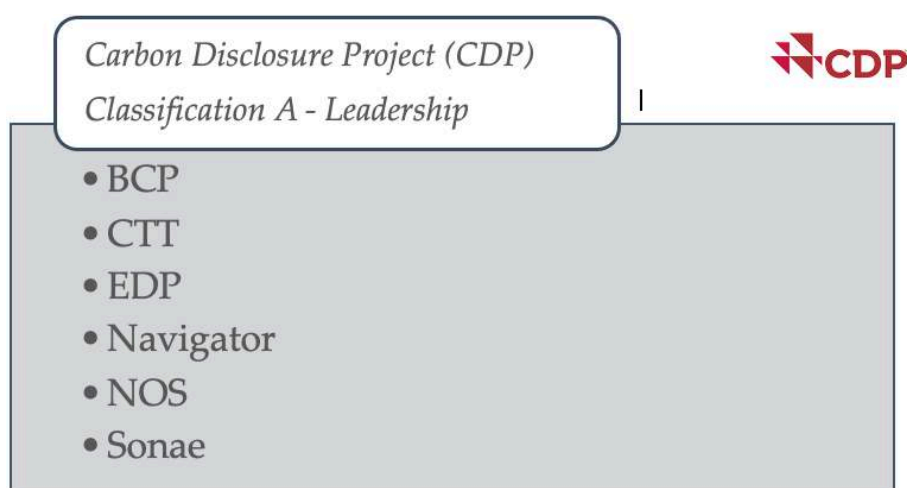 Carbon Disclosure Project (CDP)
Classification A - Leadership
CDP
• BCP
• CTT
• EDP
• Navigator
• NOS
• Sonae